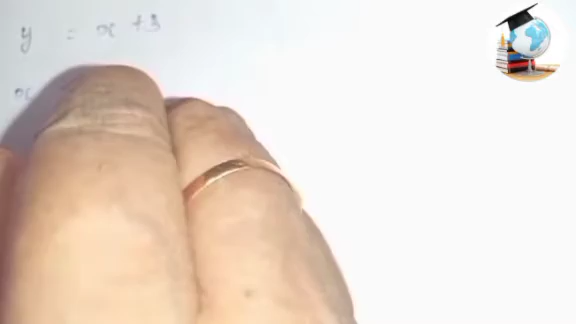 y = x + 3
x